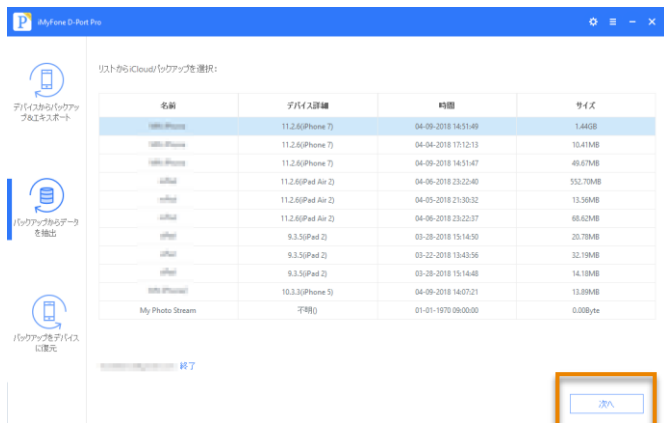 iMyFone D-Port Pro
デバイスからバックアッ
プ&エキスポート
バックアップからデータ
を抽出
バックアップをデバイス
に復元
リストからiCloudバックアップを選択：
名前 デバイス詳細 時間 サイズ
11.2.6(iPhone 7) 04-09-2018 14:51:49 1.44GB
11.2.6(iPhone 7) 04-04-2018 17:12:13 10.41MB
11.2.6(iPhone 7) 04-09-2018 14:51:47 49.67MB
11.2.6(iPad Air 2) 04-06-2018 23:22:40 552.70MB
11.2.6(iPad Air 2) 04-05-2018 21:30:32 13.56MB
11.2.6(iPad Air 2) 04-06-2018 23:22:37 68.62MB
9.3.5(iPad 2) 03-28-2018 15:14:50 20.78MB
9.3.5(iPad 2) 03-22-2018 13:43:56 32.19MB
9.3.5(iPad 2) 03-28-2018 15:14:48 14.18MB
10.3.3(iPhone 5) 04-09-2018 14:07:21 13.89MB
My Photo Stream 不明() 01-01-1970 09:00:00 0.00Byte
終了
次へ